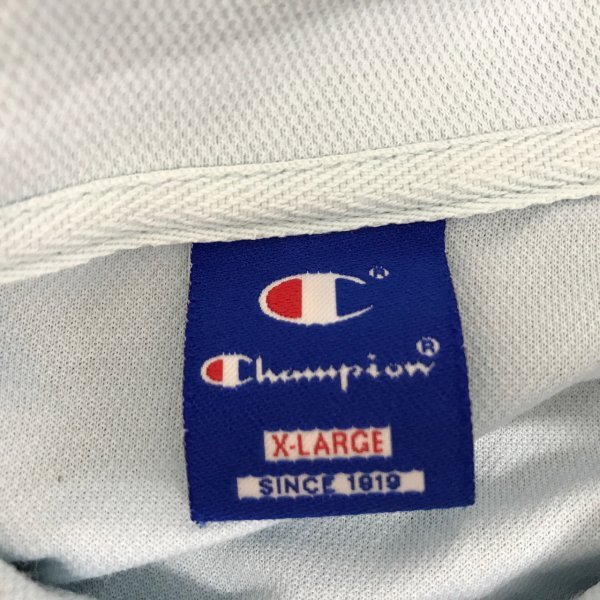 ®
Champion®
X-LARGE
SINCE 1919